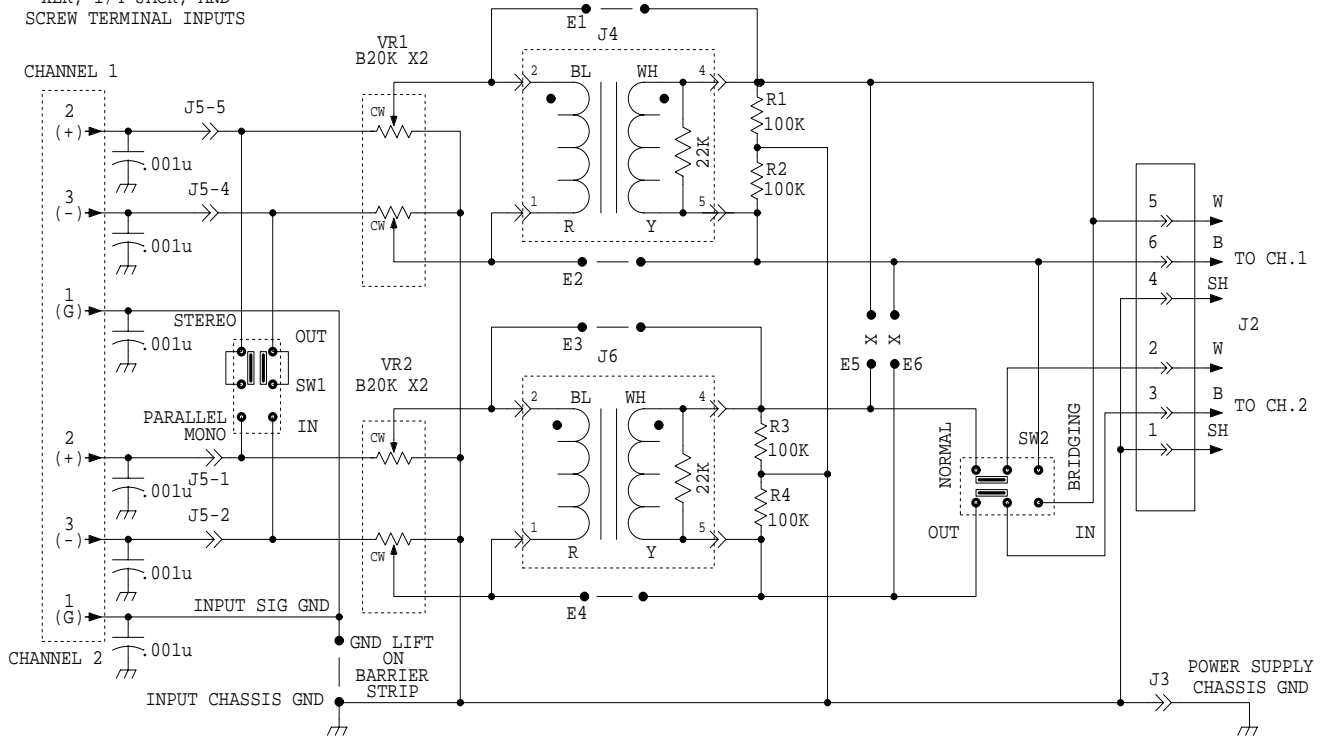 XLR, 1/4 JACK, AND
SCREW TERMINAL INPUTS
CHANNEL 1
2
(+)
J5-5
.001u
3
(-)
J5-4
.001u
1
(G)
.001u
STEREO
OUT
SW1
PARALLEL
MONO
IN
2
(+)
.001u
J5-1
3
(-)
J5-2
.001u
1
(G)
INPUT SIG GND
.001u
CHANNEL 2
GND LIFT
ON
BARRIER
STRIP
INPUT CHASSIS GND
VR1
B20K X2
CW
CW
E1
J4
2
BL
WH
4
22K
1
R
Y
5
R1
100K
R2
100K
E2
VR2
B20K X2
CW
CW
E3
J6
2
BL
WH
4
22K
1
R
Y
5
R3
100K
R4
100K
E4
X
X
E5
E6
NORMAL
SW2
BRIDGING
OUT
IN
5
W
6
B
TO CH.1
4
SH
J2
2
W
3
B
TO CH.2
1
SH
J3
POWER SUPPLY
CHASSIS GND